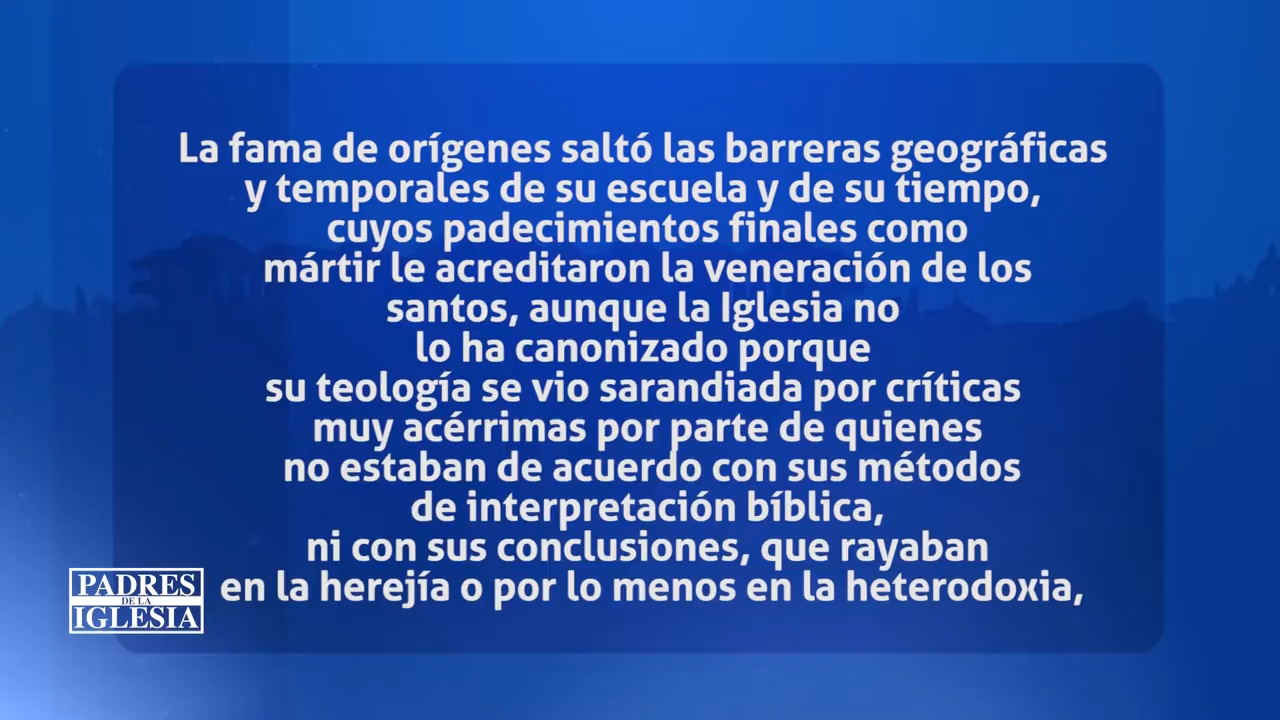 La fama de orígenes saltó las barreras geográficas
y temporales de su escuela y de su tiempo,
cuyos padecimientos finales como
mártir le acreditaron la veneración de los
santos, aunque la Iglesia no
lo ha canonizado porque
su teología se vio sarandiada por críticas
muy acérrimas por parte de quienes
no estaban de acuerdo con sus métodos
de interpretación bíblica,
ni con sus conclusiones, que rayaban
en la herejía o por lo menos en la heterodoxia,
PADRES
DE LA
IGLESIA